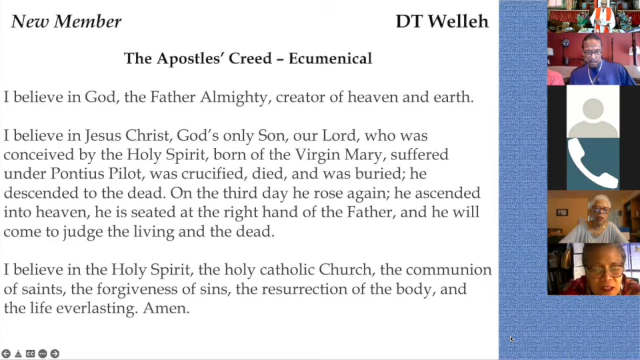 New Member
DT Welleh
The Apostles' Creed – Ecumenical
I believe in God, the Father Almighty, creator of heaven and earth.
I believe in Jesus Christ, God's only Son, our Lord, who was
conceived by the Holy Spirit, born of the Virgin Mary, suffered
under Pontius Pilot, was crucified, died, and was buried; he
descended to the dead. On the third day he rose again; he ascended
into heaven, he is seated at the right hand of the Father, and he will
come to judge the living and the dead.
I believe in the Holy Spirit, the holy catholic Church, the communion
of saints, the forgiveness of sins, the resurrection of the body, and
the life everlasting. Amen.